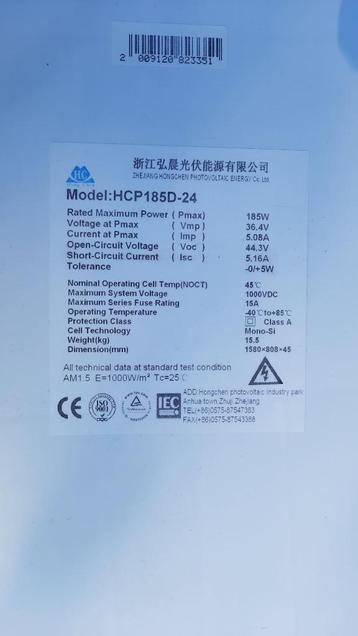 2 009120 823351
HC
浙江弘晨光伏能源有限公司
ZHEJIANG HONGCHEN PHOTOVOLTAIC ENERGY Co. Ltd.
Model:HCP185D-24
Rated Maximum Power ( Pmax) 185W
Voltage at Pmax ( Vmp ) 36.4V
Current at Pmax ( Imp ) 5.08A
Open-Circuit Voltage ( Voc ) 44.3V
Short-Circuit Current ( Isc ) 5.16A
Tolerance -0/+5W
Nominal Operating Cell Temp(NOCT) 45℃
Maximum System Voltage 1000VDC
Maximum Series Fuse Rating 15A
Operating Temperature -40℃to+85℃
Protection Class Class A
Cell Technology Mono-Si
Weight(kg) 15.5
Dimension(mm) 1580×808×45
All technical data at standard test condition
AM1.5 E=1000W/m² Tc=25℃
CE ISO 9001 IEC
ADD:Hongchen photovoltaic industry park
Anhua town,Zhuji,Zhejiang
TEL(+86)0575-87547363
FAX(+86)0575-87543388